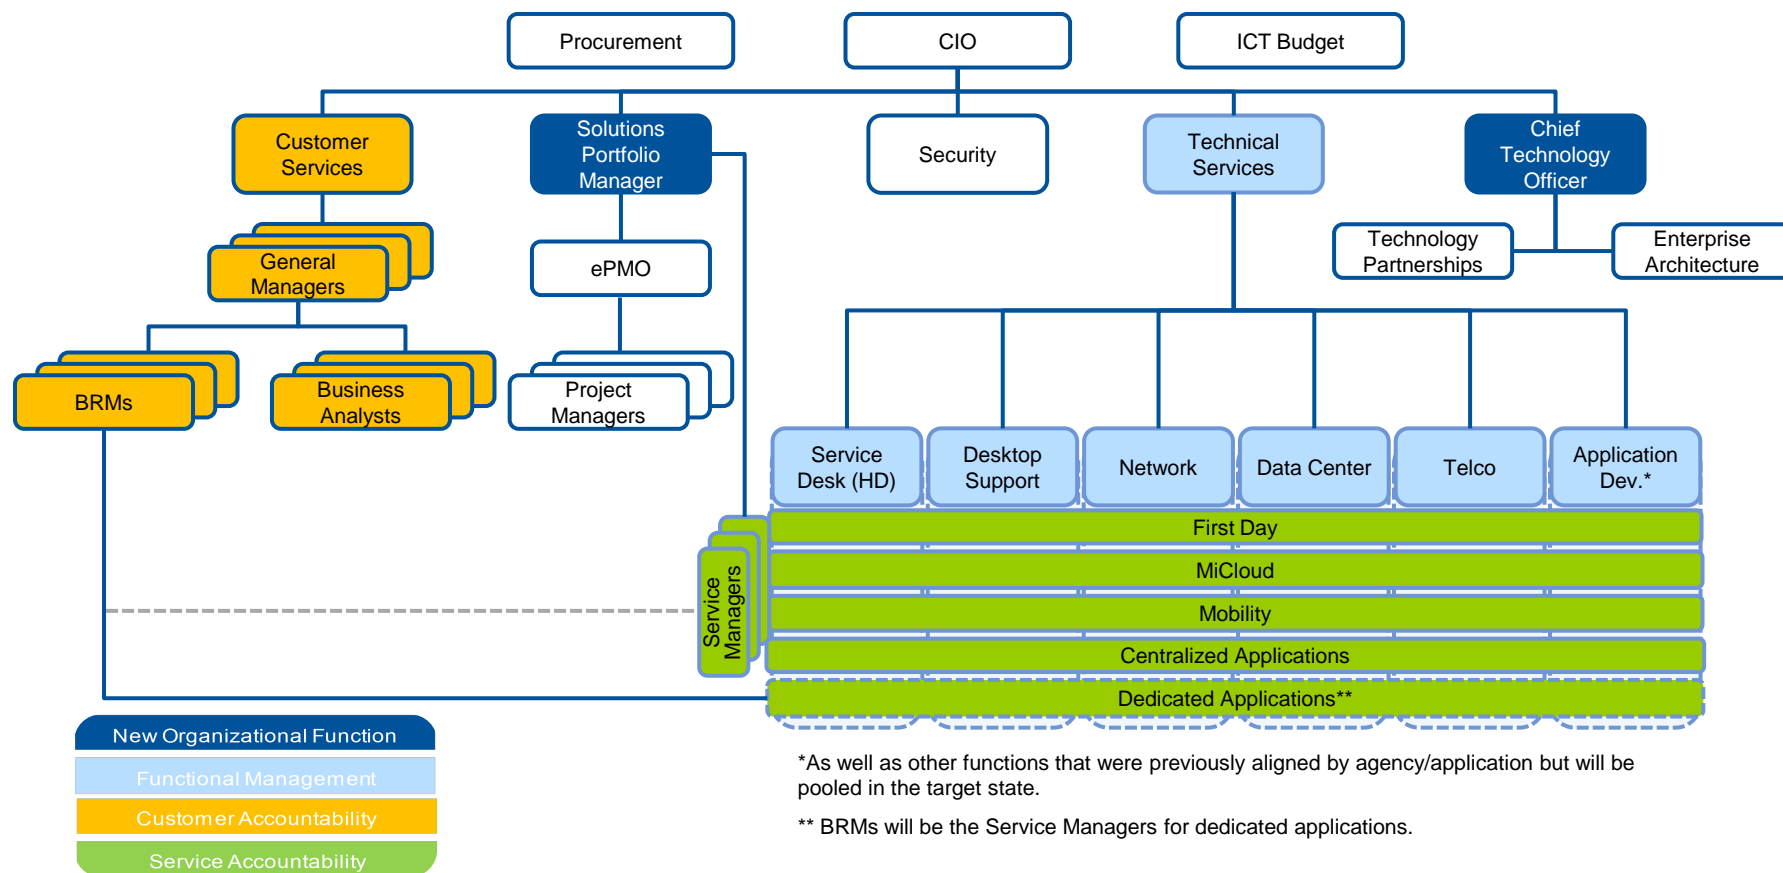 Procurement
CIO
ICT Budget
Customer
Services
Solutions
Portfolio
Manager
Security
Technical
Services
Chief
Technology
Officer
General
Managers
ePMO
Technology
Partnerships
Enterprise
Architecture
BRMs
Business
Analysts
Project
Managers
Service
Desk (HD)
Desktop
Support
Network
Data Center
Telco
Application
Dev.*
Service
Managers
First Day
MiCloud
Mobility
Centralized Applications
Dedicated Applications**
New Organizational Function
Functional Management
Customer Accountability
Service Accountability
*As well as other functions that were previously aligned by agency/application but will be
pooled in the target state.
** BRMs will be the Service Managers for dedicated applications.